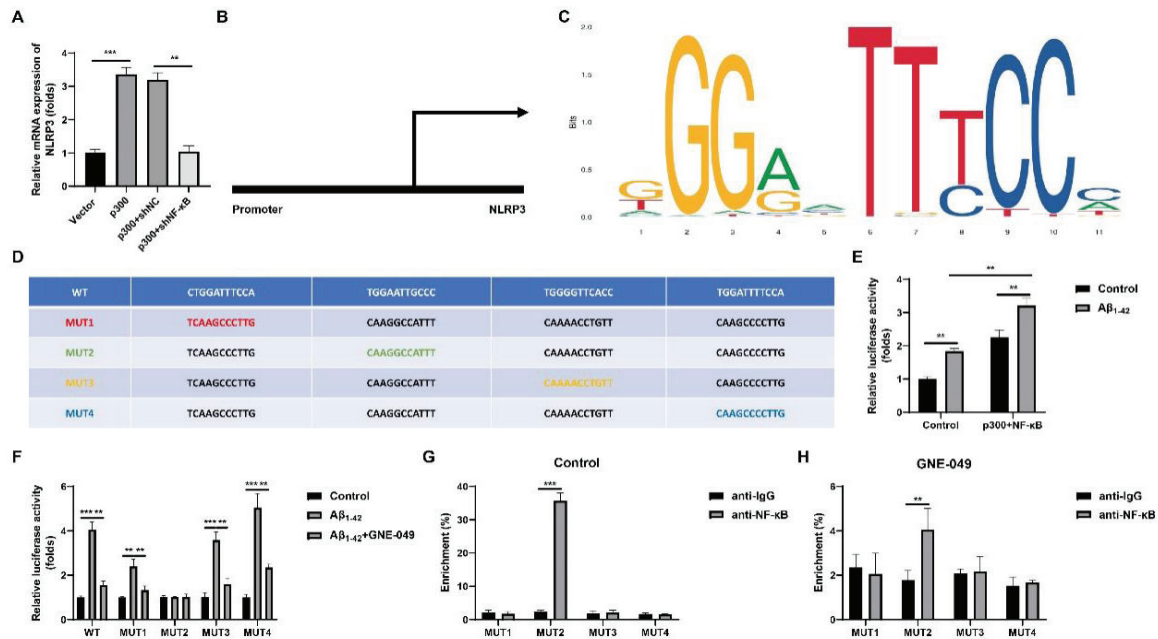 A
Relative mRNA expression of
NLRP3 (folds)
5
4
3
2
1
0
***
**
Vector
p300
p300+shNC
p300+shNF-κB
B
Promoter
NLRP3
C
Bits
2.0
1.5
1.0
0.5
0.0
1 2 3 4 5 6 7 8 9 10 11
D
WT CTGGATTTCCA TGGAATTGCCC TGGGGTTCACC TGGATTTTCCA
MUT1 TCAAGCCCTTG CAAGGCCATTT CAAAACCTGTT CAAGCCCCTTG
MUT2 TCAAGCCCTTG CAAGGCCATTT CAAAACCTGTT CAAGCCCCTTG
MUT3 TCAAGCCCTTG CAAGGCCATTT CAAAACCTGTT CAAGCCCCTTG
MUT4 TCAAGCCCTTG CAAGGCCATTT CAAAACCTGTT CAAGCCCCTTG
E
Relative luciferase activity
(folds)
4
3
2
1
0
**
**
**
Control
p300+NF-κB
Control
Aβ1-42
F
Relative luciferase activity
(folds)
6
4
2
0
*** **
** **
*** **
*** **
WT MUT1 MUT2 MUT3 MUT4
Control
Aβ1-42
Aβ1-42+GNE-049
G
Control
Enrichment (%)
40
30
20
10
0
***
MUT1 MUT2 MUT3 MUT4
anti-IgG
anti-NF-κB
H
GNE-049
Enrichment (%)
8
6
4
2
0
**
MUT1 MUT2 MUT3 MUT4
anti-IgG
anti-NF-κB